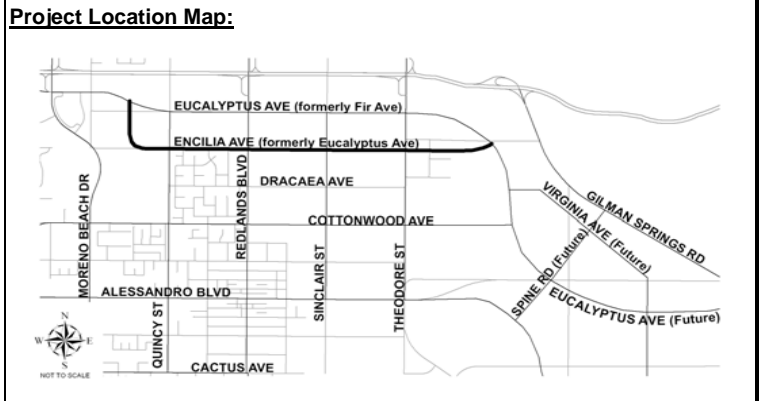 Project Location Map:
EUCALYPTUS AVE (formerly Fir Ave)
ENCILIA AVE (formerly Eucalyptus Ave)
MORENO BEACH DR
REDLANDS BLVD
DRACAEA AVE
COTTONWOOD AVE
VIRGINIA AVE (Future)
GILMAN SPRINGS RD
ALESSANDRO BLVD
QUINCY ST
SINCLAIR ST
THEODORE ST
SPINE RD (Future)
EUCALYPTUS AVE (Future)
CACTUS AVE
N
W E
S
NOT TO SCALE